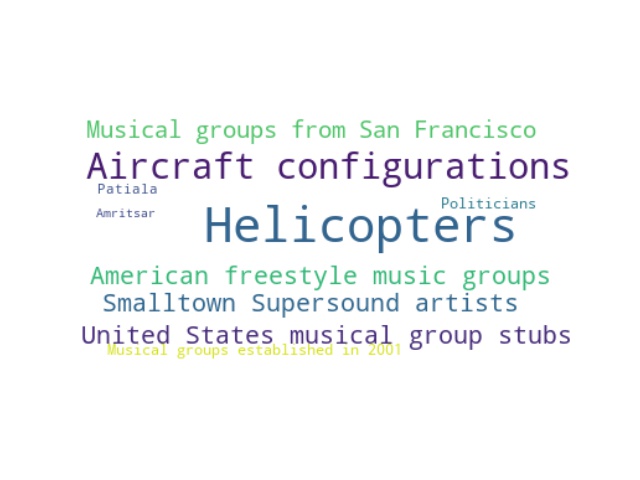 Musical groups from San Francisco
Aircraft configurations
Patiala
Politicians
Amritsar
Helicopters
American freestyle music groups
Smalltown Supersound artists
United States musical group stubs
Musical groups established in 2001